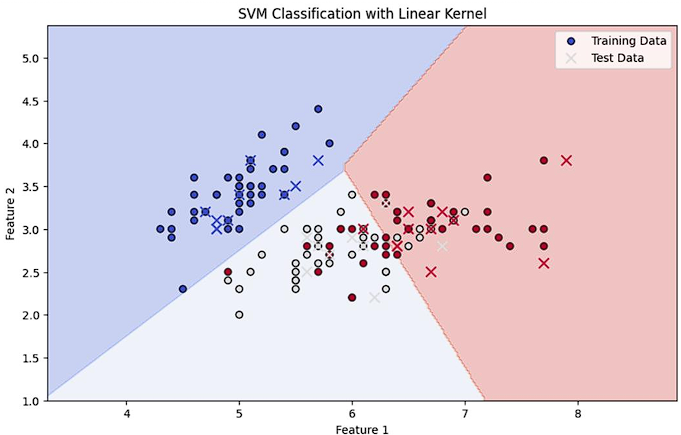 SVM Classification with Linear Kernel
Training Data
Test Data
5.0
4.5
4.0
3.5
3.0
2.5
2.0
1.5
1.0
Feature 2
4
5
6
7
8
Feature 1